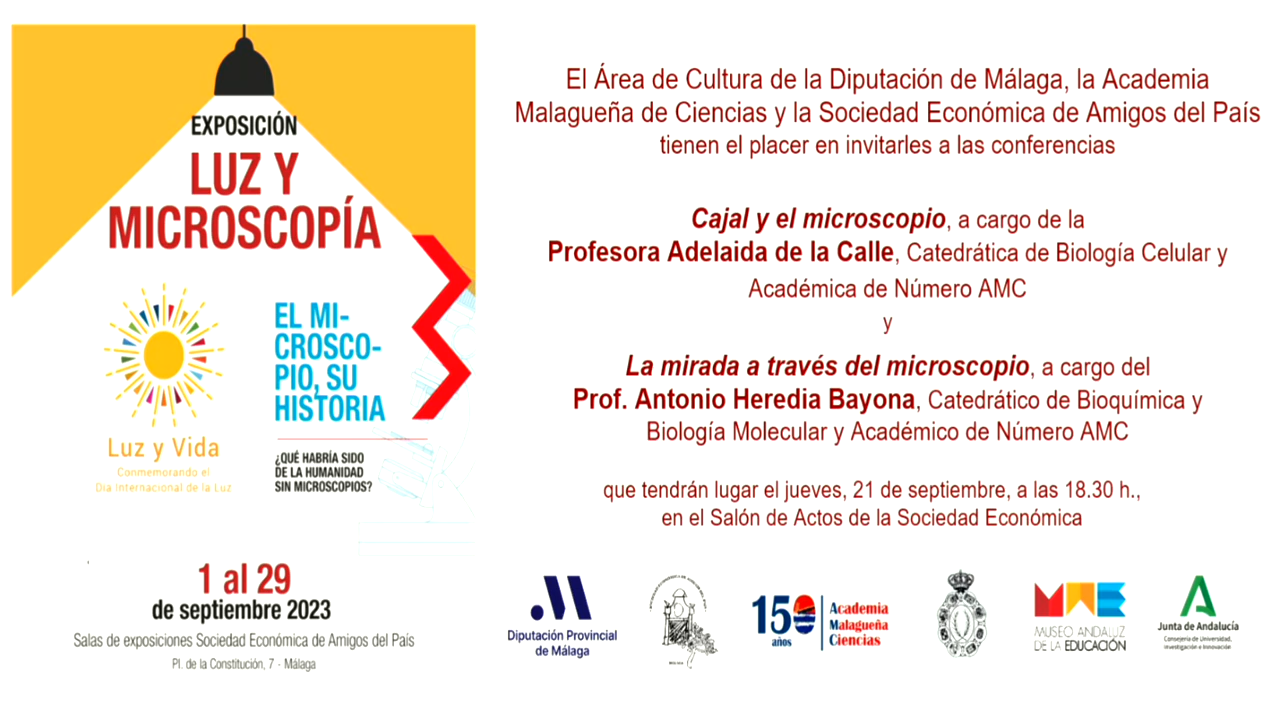 EXPOSICIÓN
LUZ Y
MICROSCOPÍA
EL MI-
CROSCO-
PIO, SU
HISTORIA
Luz y Vida
Conmemorando el
Día Internacional de la Luz
¿QUÉ HABRÍA SIDO
DE LA HUMANIDAD
SIN MICROSCOPIOS?
1 al 29
de septiembre 2023
Salas de exposiciones Sociedad Económica de Amigos del País
Pl. de la Constitución, 7 - Málaga
El Área de Cultura de la Diputación de Málaga, la Academia
Malagueña de Ciencias y la Sociedad Económica de Amigos del País
tienen el placer en invitarles a las conferencias
Cajal y el microscopio, a cargo de la
Profesora Adelaida de la Calle, Catedrática de Biología Celular y
Académica de Número AMC
y
La mirada a través del microscopio, a cargo del
Prof. Antonio Heredia Bayona, Catedrático de Bioquímica y
Biología Molecular y Académico de Número AMC
que tendrán lugar el jueves, 21 de septiembre, a las 18.30 h.,
en el Salón de Actos de la Sociedad Económica
Diputación Provincial
de Málaga
150
años
Academia
Malagueña
Ciencias
MAE
MUSEO ANDALUZ
DE LA EDUCACIÓN
Junta de Andalucía
Consejería de Universidad,
Investigación e Innovación